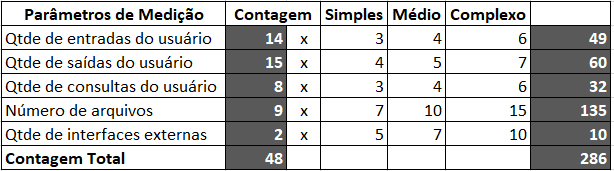 Parâmetros de Medição Contagem Simples Médio Complexo
Qtde de entradas do usuário 14 x 3 4 6 49
Qtde de saídas do usuário 15 x 4 5 7 60
Qtde de consultas do usuário 8 x 3 4 6 32
Número de arquivos 9 x 7 10 15 135
Qtde de interfaces externas 2 x 5 7 10 10
Contagem Total 48 286